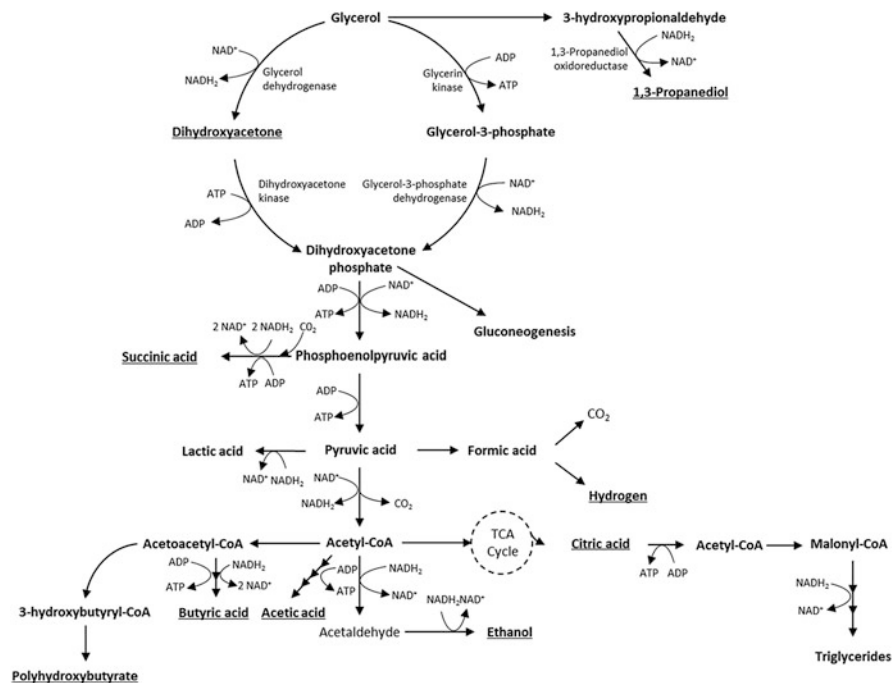 Glycerol
3-hydroxypropionaldehyde
NAD⁺
NADH₂
Glycerol
dehydrogenase
Glycerin
kinase
ADP
ATP
1,3-Propanediol
oxidoreductase
NADH₂
NAD⁺
1,3-Propanediol
Dihydroxyacetone
Glycerol-3-phosphate
ATP
ADP
Dihydroxyacetone
kinase
Glycerol-3-phosphate
dehydrogenase
NAD⁺
NADH₂
Dihydroxyacetone
phosphate
ADP
ATP
NAD⁺
NADH₂
Gluconeogenesis
2 NAD⁺ 2 NADH₂ CO₂
Succinic acid
Phosphoenolpyruvic acid
ATP ADP
ADP
ATP
CO₂
Lactic acid
Pyruvic acid
Formic acid
NAD⁺ NADH₂
NAD⁺
NADH₂
CO₂
Hydrogen
Acetoacetyl-CoA
Acetyl-CoA
TCA
Cycle
Citric acid
Acetyl-CoA
Malonyl-CoA
ATP ADP
ADP
ATP
NADH₂
2 NAD⁺
ADP
ATP
NADH₂
NAD⁺
NADH₂
NAD⁺
3-hydroxybutyryl-CoA
Butyric acid
Acetic acid
NADH₂NAD⁺
Acetaldehyde
Ethanol
Triglycerides
Polyhydroxybutyrate